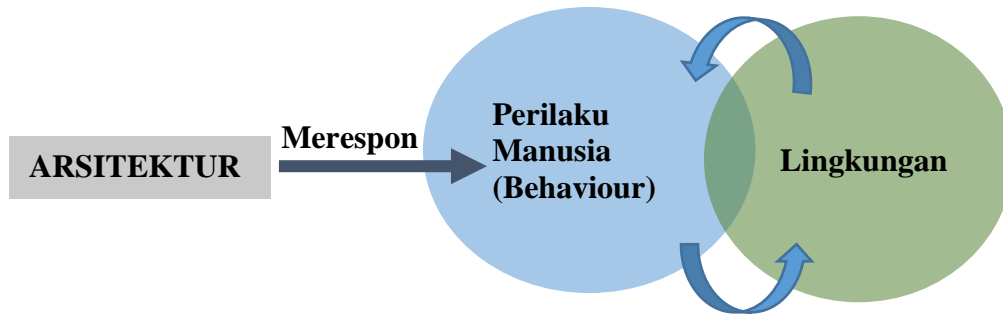 ARSITEKTUR
Merespon
Perilaku
Manusia
(Behaviour)
Lingkungan